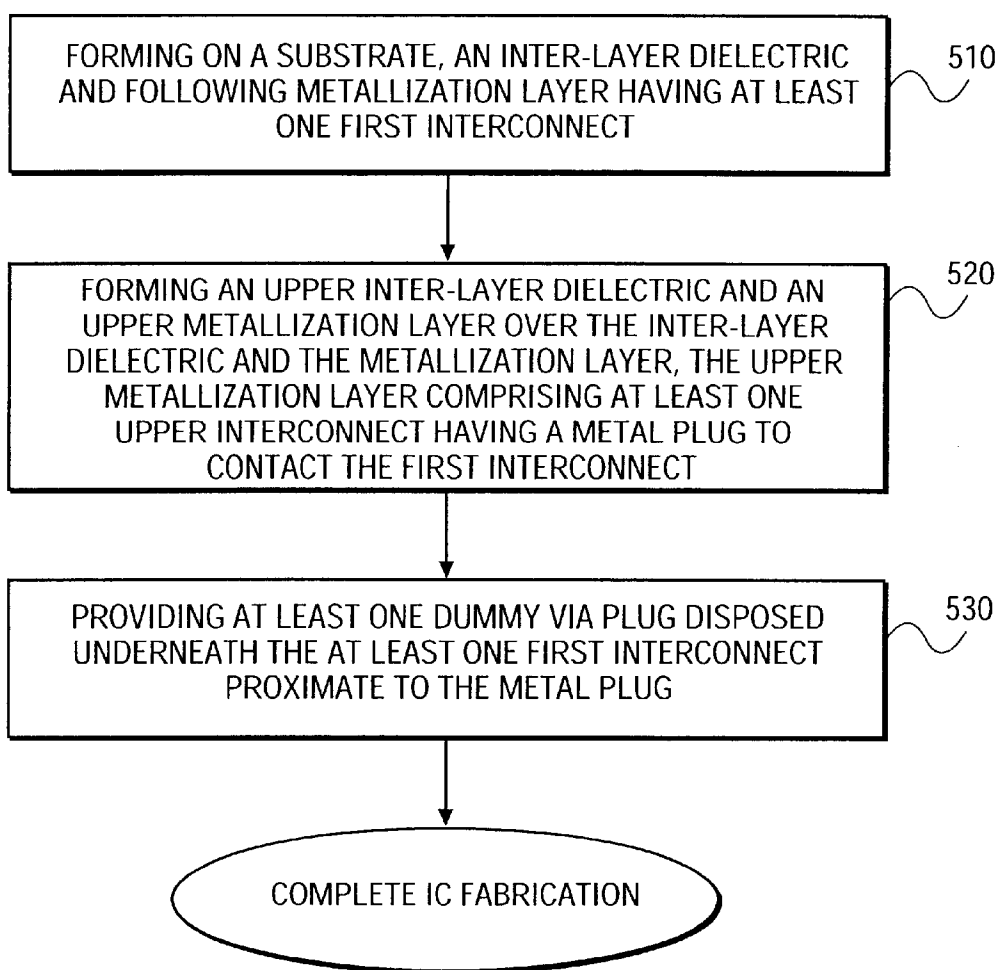 FORMING ON A SUBSTRATE, AN INTER-LAYER DIELECTRIC
AND FOLLOWING METALLIZATION LAYER HAVING AT LEAST
ONE FIRST INTERCONNECT
510
FORMING AN UPPER INTER-LAYER DIELECTRIC AND AN
UPPER METALLIZATION LAYER OVER THE INTER-LAYER
DIELECTRIC AND THE METALLIZATION LAYER, THE UPPER
METALLIZATION LAYER COMPRISING AT LEAST ONE
UPPER INTERCONNECT HAVING A METAL PLUG TO
CONTACT THE FIRST INTERCONNECT
520
PROVIDING AT LEAST ONE DUMMY VIA PLUG DISPOSED
UNDERNEATH THE AT LEAST ONE FIRST INTERCONNECT
PROXIMATE TO THE METAL PLUG
530
COMPLETE IC FABRICATION